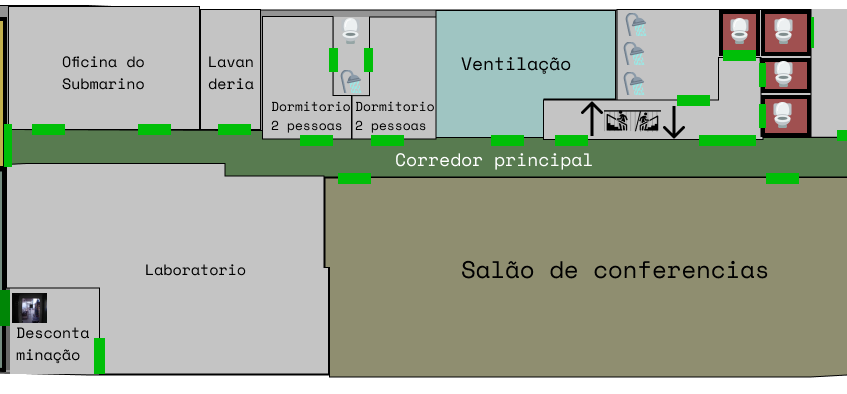 Oficina do
Submarino
Lavan
deria
Dormitorio
2 pessoas
Dormitorio
2 pessoas
Ventilação
Corredor principal
Laboratorio
Salão de conferencias
Desconta
minação